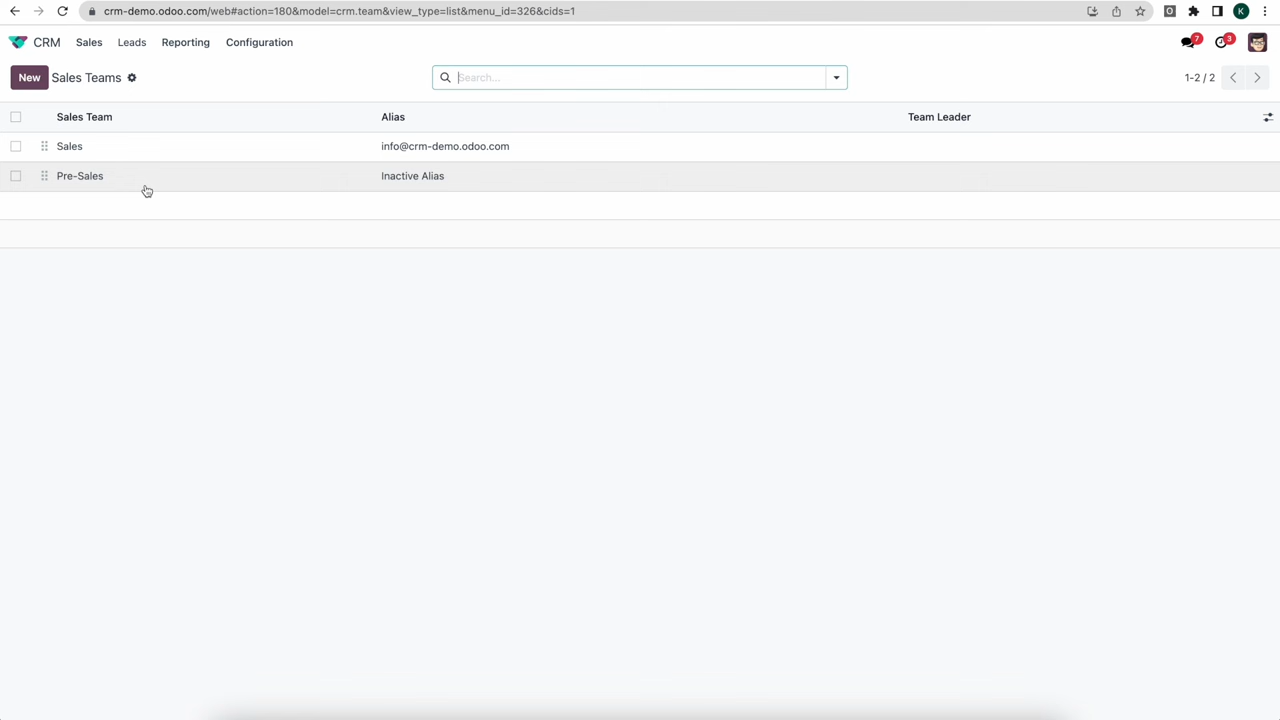 crm-demo.odoo.com/web#action=180&model=crm.team&view_type=list&menu_id=326&cids=1
O
K
CRM Sales Leads Reporting Configuration
7
3
New Sales Teams
Search...
1-2 / 2
Sales Team Alias Team Leader
Sales info@crm-demo.odoo.com
Pre-Sales Inactive Alias